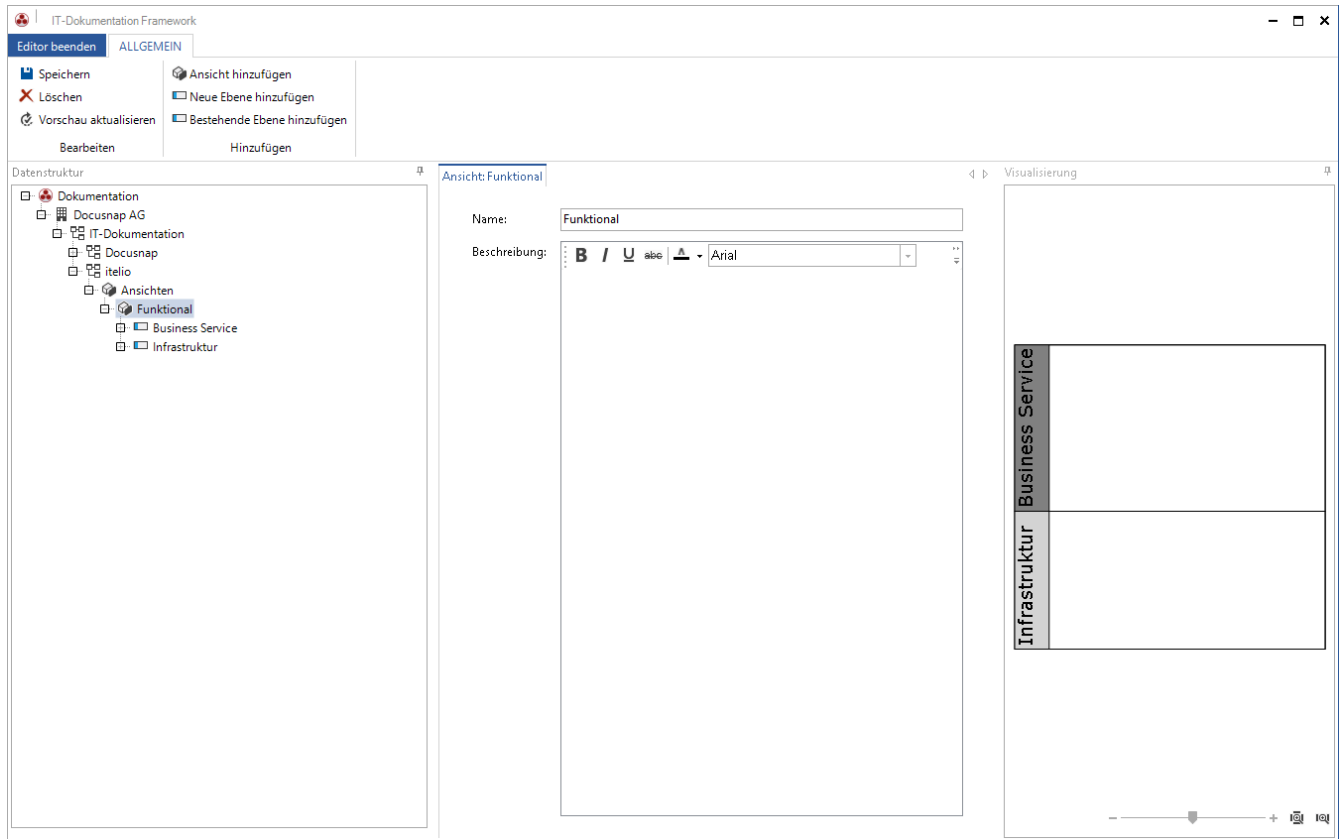 IT-Dokumentation Framework
Editor beenden ALLGEMEIN
Speichern
Löschen
Vorschau aktualisieren
Bearbeiten
Ansicht hinzufügen
Neue Ebene hinzufügen
Bestehende Ebene hinzufügen
Hinzufügen
Datenstruktur
Dokumentation
Docusnap AG
IT-Dokumentation
Docusnap
itelio
Ansichten
Funktional
Business Service
Infrastruktur
Ansicht: Funktional
Name: Funktional
Beschreibung: B I U abc A Arial
Visualisierung
Business Service
Infrastruktur